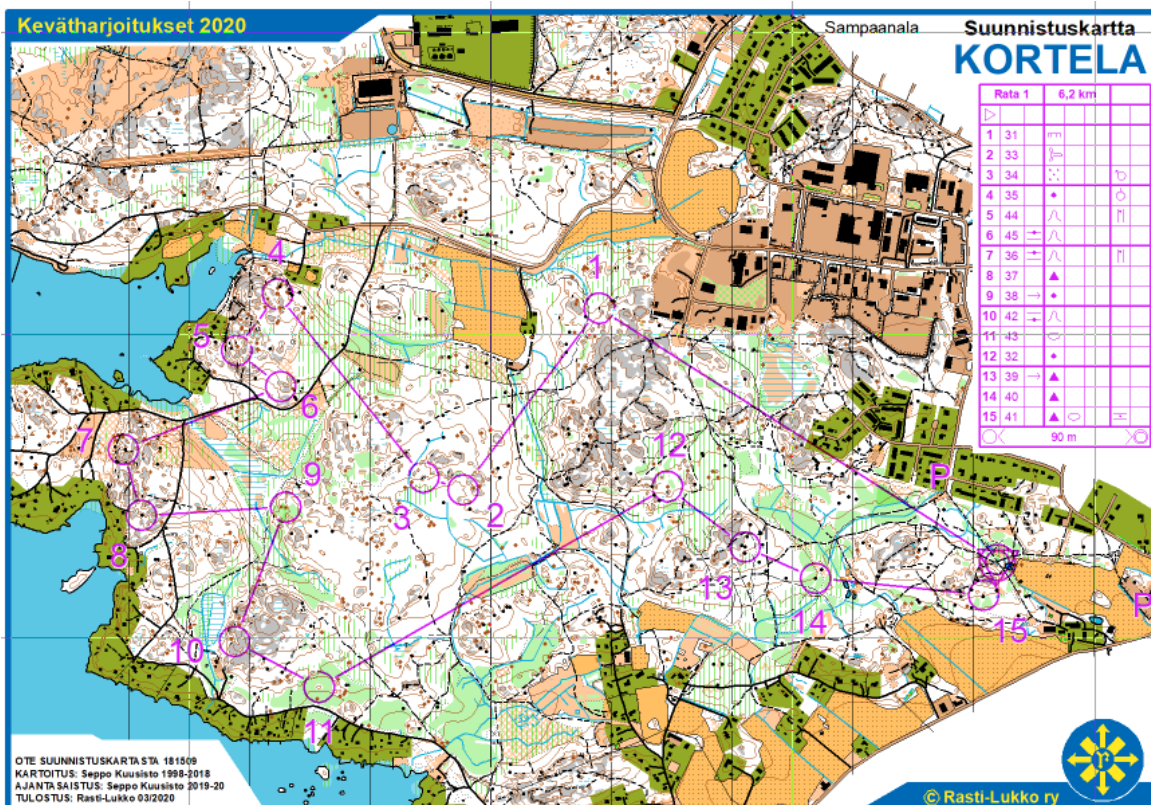 Kevätharjoitukset 2020
Sampaanala
Suunnistuskartta
KORTELA
Rata 1 6,2 km
1 31
2 33
3 34
4 35
5 44
6 45
7 36
8 37
9 38
10 42
11 43
12 32
13 39
14 40
15 41
90 m
4
1
5
6
7
12
P
9
3
2
8
13
14
P
15
10
11
OTE SUUNNISTUSKARTASTA 181509
KARTOITUS: Seppo Kuusisto 1998-2018
AJANTASAISTUS: Seppo Kuusisto 2019-20
TULOSTUS: Rasti-Lukko 03/2020
r
© Rasti-Lukko ry